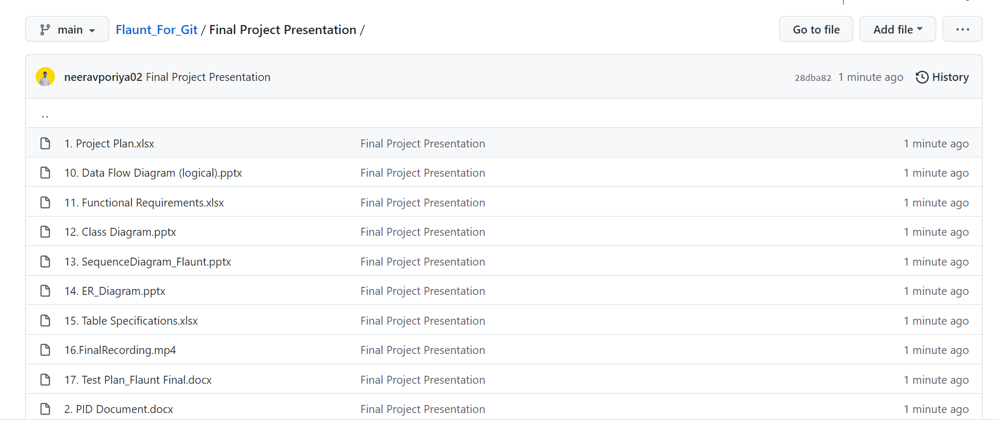 main Flaunt_For_Git / Final Project Presentation / Go to file Add file ...
neeravporiya02 Final Project Presentation 28dba82 1 minute ago History
..
1. Project Plan.xlsx Final Project Presentation 1 minute ago
10. Data Flow Diagram (logical).pptx Final Project Presentation 1 minute ago
11. Functional Requirements.xlsx Final Project Presentation 1 minute ago
12. Class Diagram.pptx Final Project Presentation 1 minute ago
13. SequenceDiagram_Flaunt.pptx Final Project Presentation 1 minute ago
14. ER_Diagram.pptx Final Project Presentation 1 minute ago
15. Table Specifications.xlsx Final Project Presentation 1 minute ago
16.FinalRecording.mp4 Final Project Presentation 1 minute ago
17. Test Plan_Flaunt Final.docx Final Project Presentation 1 minute ago
2. PID Document.docx Final Project Presentation 1 minute ago